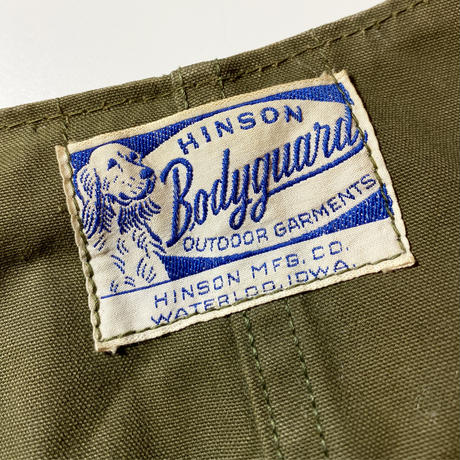 HINSON
Bodyguard
OUTDOOR GARMENTS
HINSON MFG. CO.
WATERLOO, IOWA.